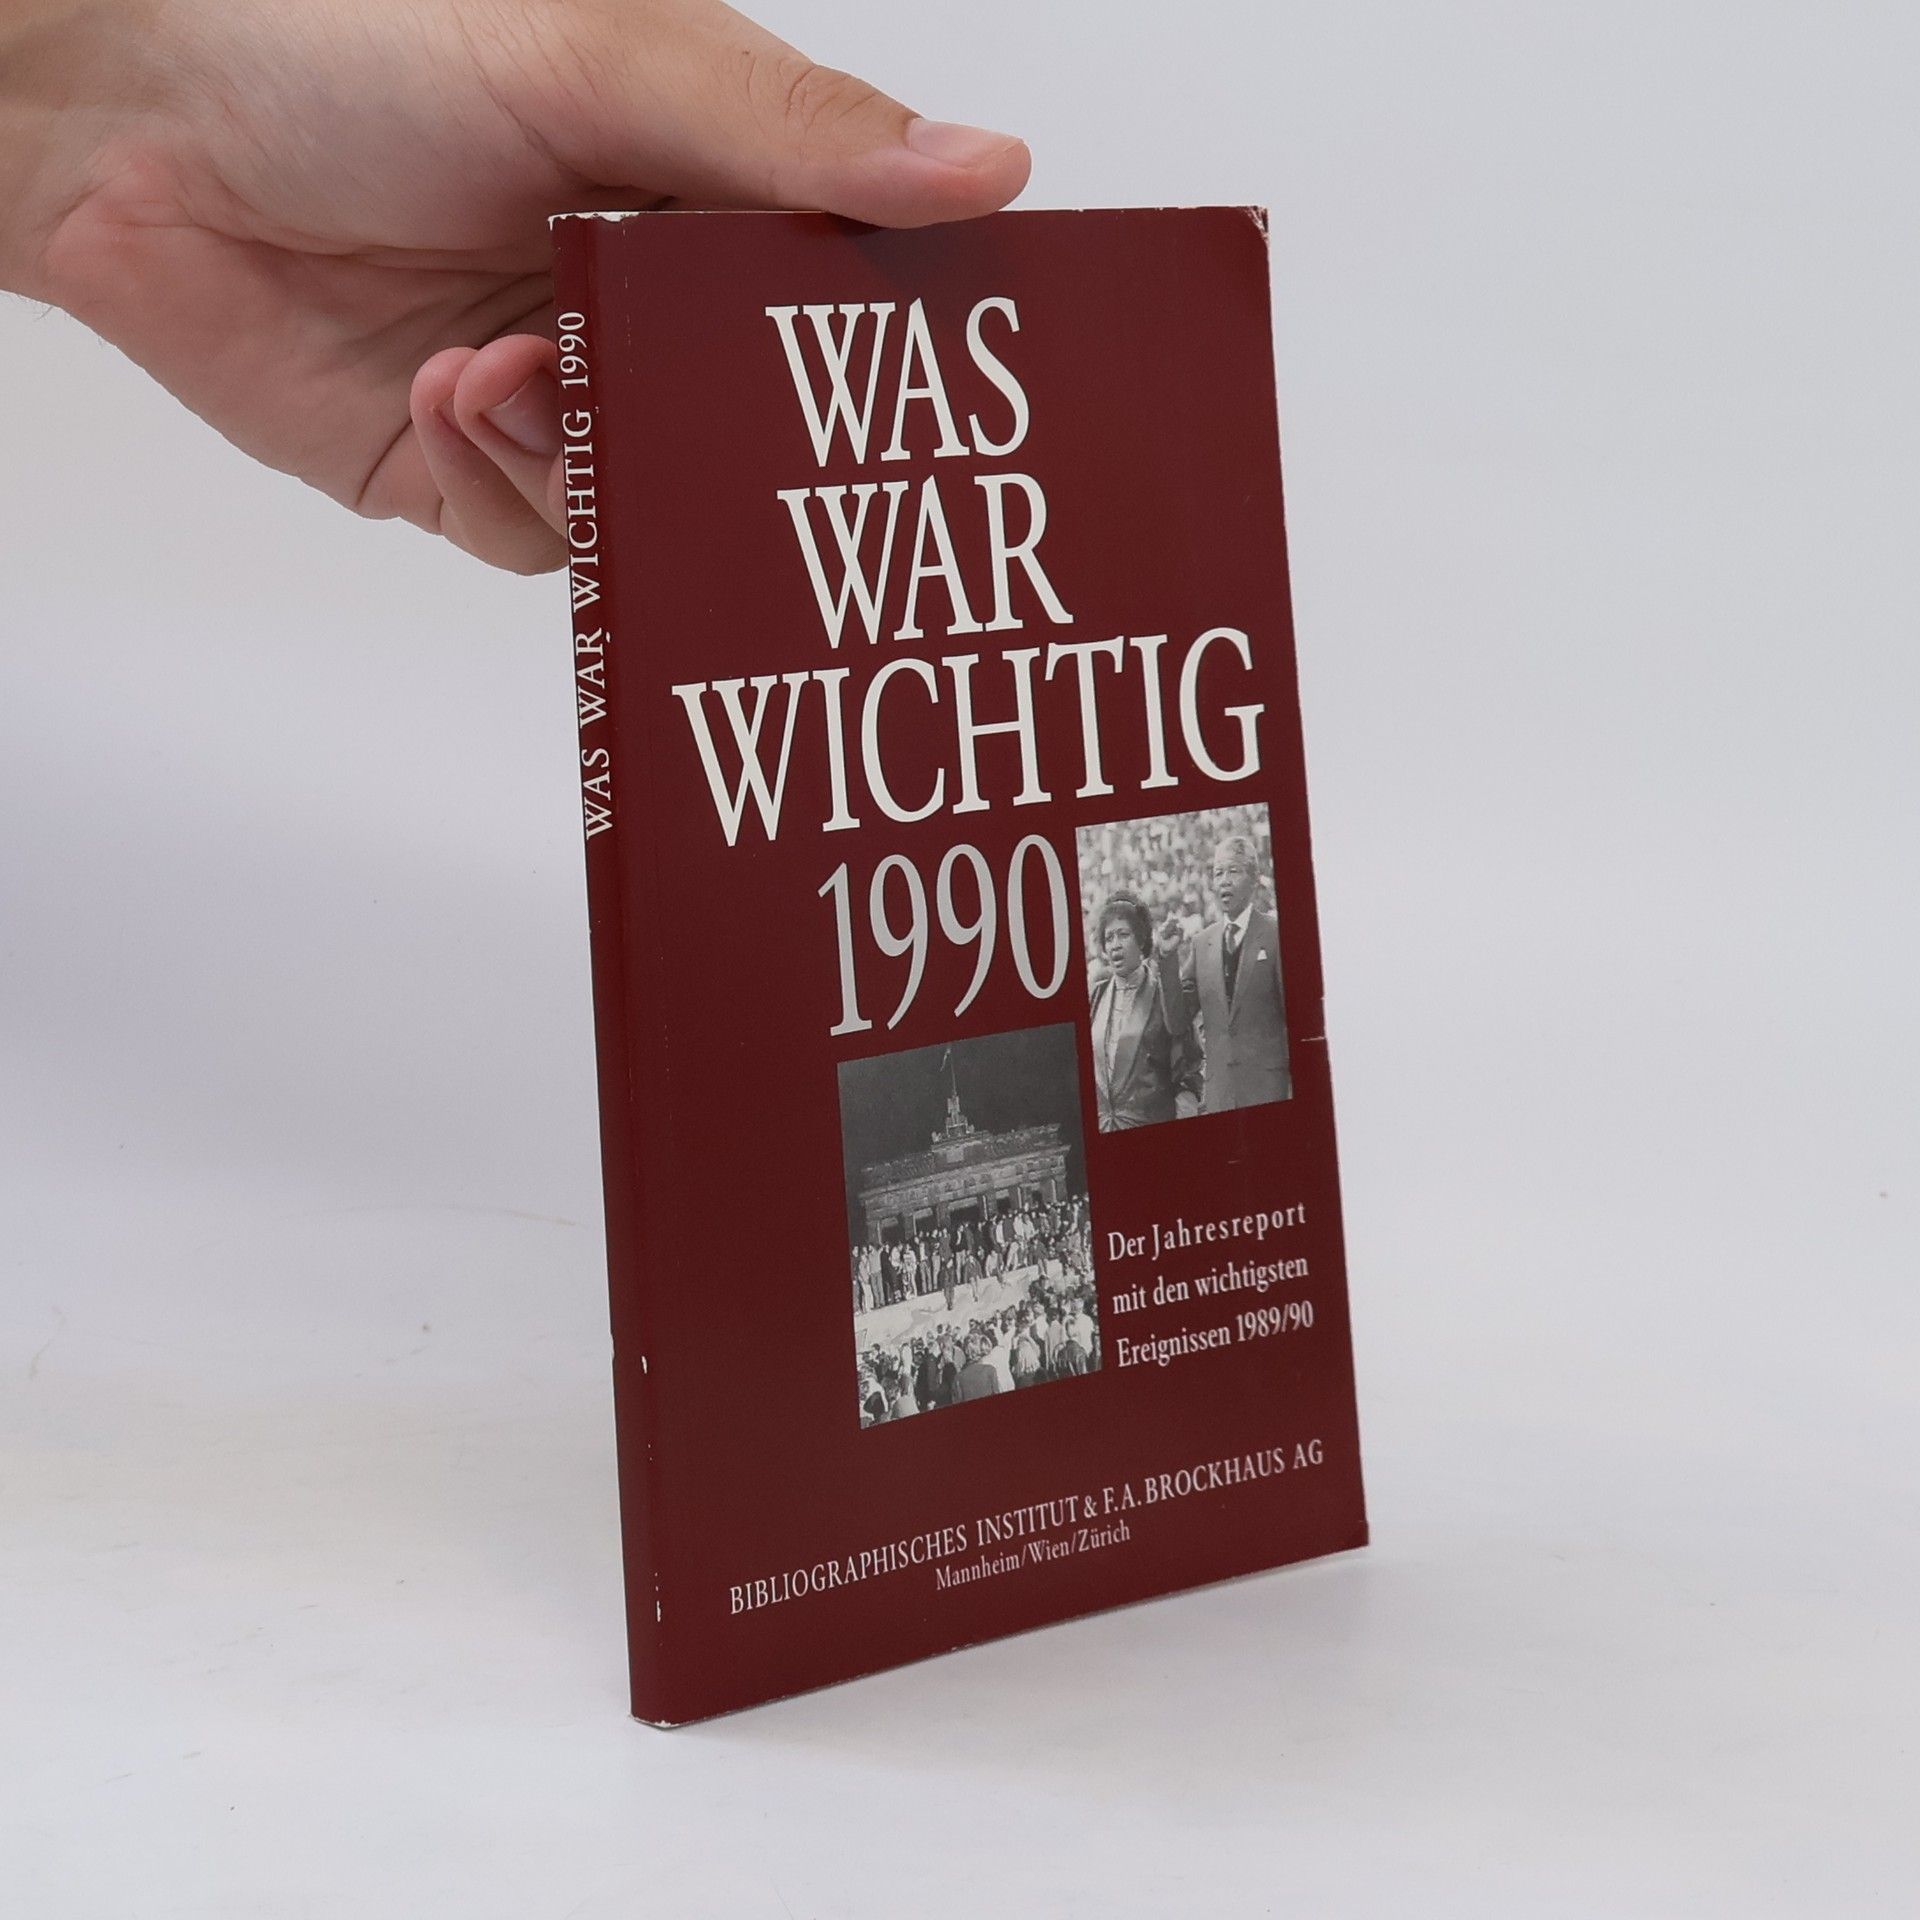 WAS WAR WICHTIG 1990
WAS
WAR
WICHTIG
1990
Der Jahresreport
mit den wichtigsten
Ereignissen 1989/90
BIBLIOGRAPHISCHES INSTITUT & F.A. BROCKHAUS AG
Mannheim/Wien/Zürich